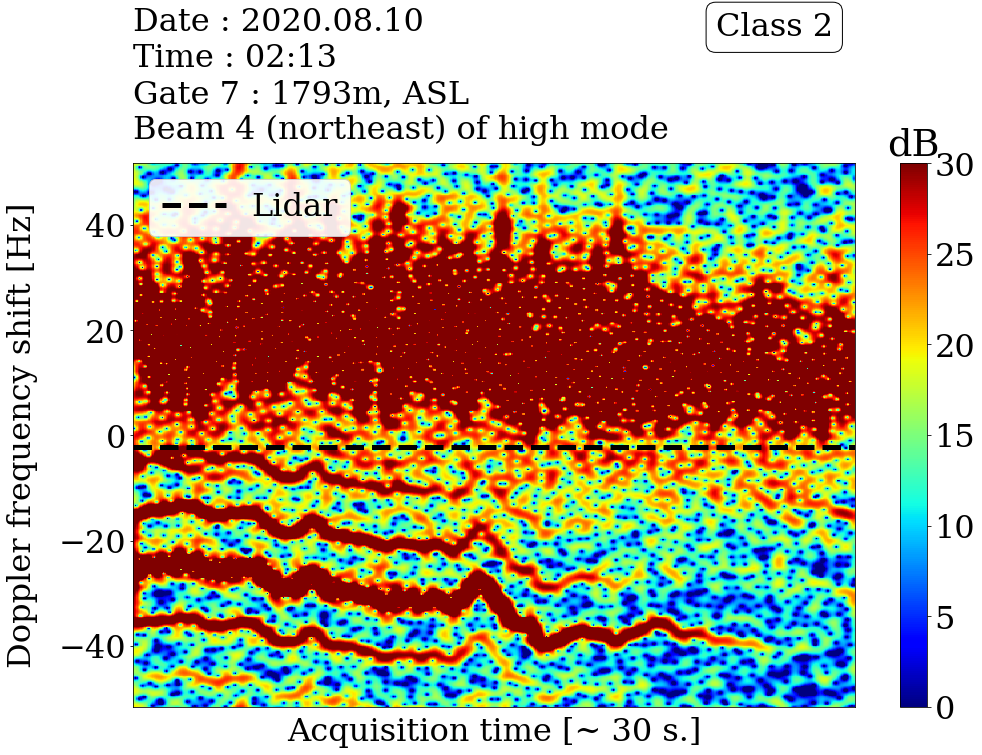 Date : 2020.08.10
Time : 02:13
Gate 7 : 1793m, ASL
Beam 4 (northeast) of high mode
Class 2
dB
Lidar
Doppler frequency shift [Hz]
40
20
0
−20
−40
Acquisition time [~ 30 s.]
30
25
20
15
10
5
0